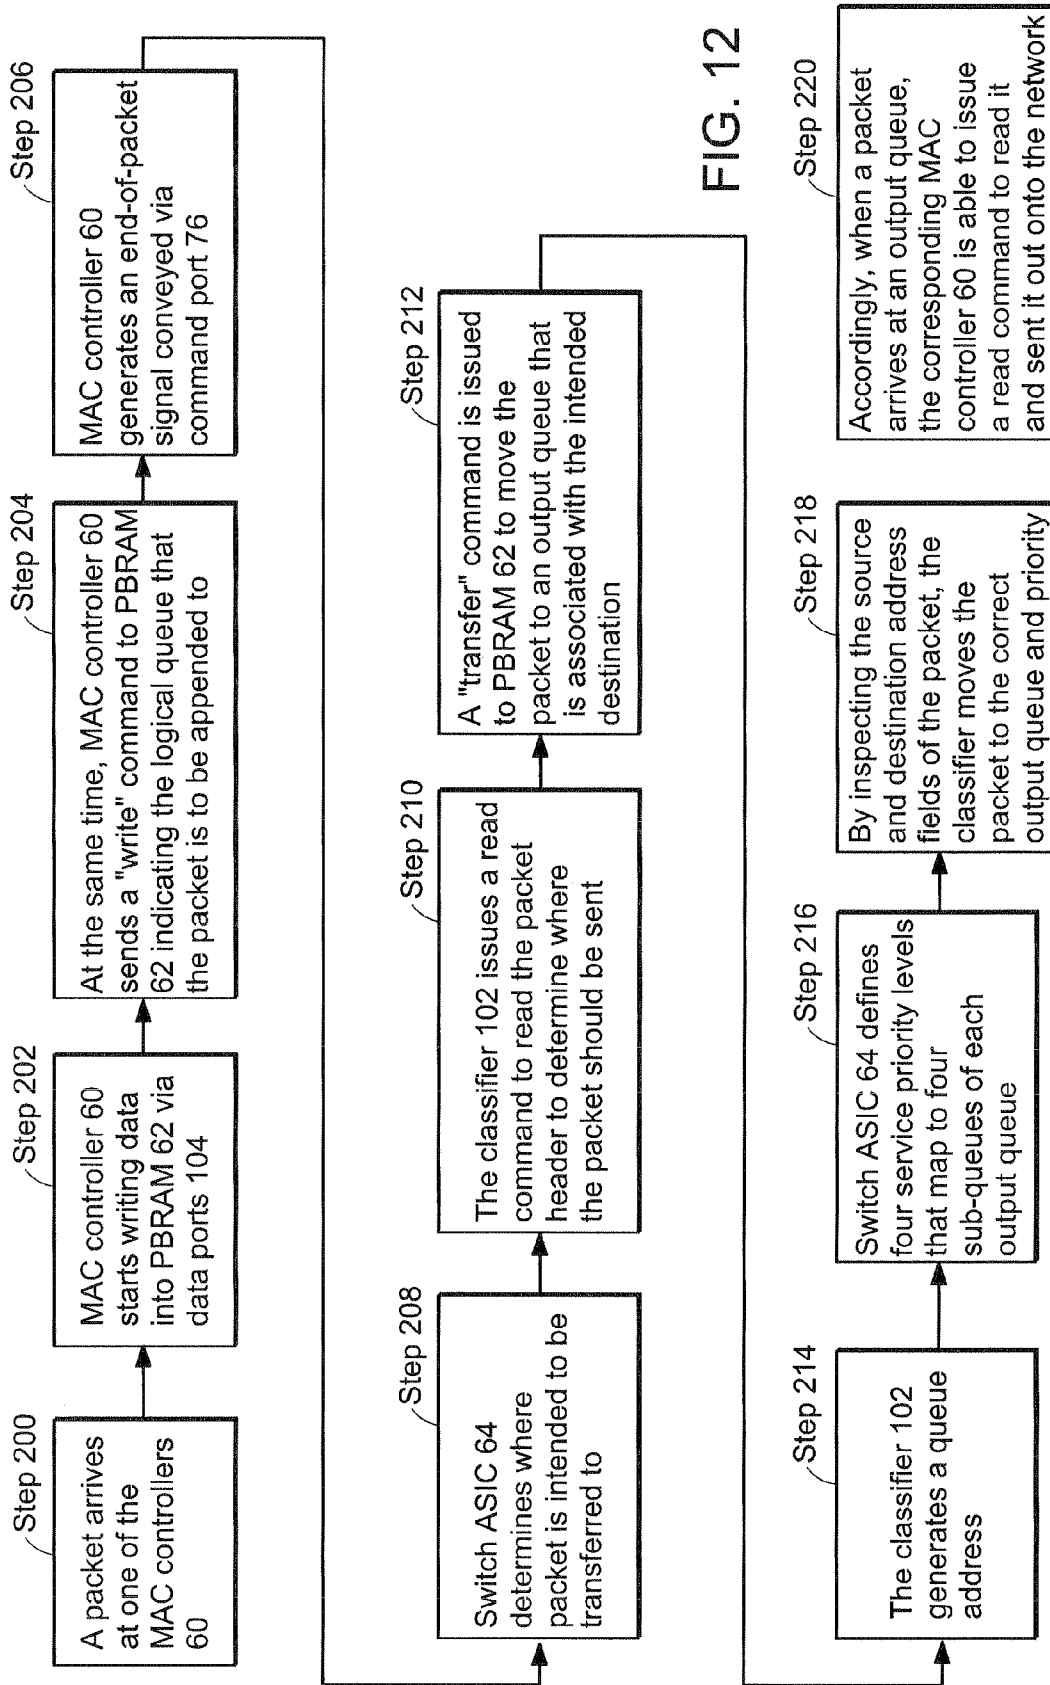 Step 200
A packet arrives
at one of the
MAC controllers
60
Step 202
MAC controller 60
starts writing data
into PBRAM 62 via
data ports 104
Step 204
At the same time, MAC controller 60
sends a "write" command to PBRAM
62 indicating the logical queue that
the packet is to be appended to
Step 206
MAC controller 60
generates an end-of-packet
signal conveyed via
command port 76
Step 208
Switch ASIC 64
determines where
packet is intended to be
transferred to
Step 210
The classifier 102 issues a read
command to read the packet
header to determine where
the packet should be sent
Step 212
A "transfer" command is issued
to PBRAM 62 to move the
packet to an output queue that
is associated with the intended
destination
Step 214
The classifier 102
generates a queue
address
Step 216
Switch ASIC 64 defines
four service priority levels
that map to four
sub-queues of each
output queue
Step 218
By inspecting the source
and destination address
fields of the packet, the
classifier moves the
packet to the correct
output queue and priority
Step 220
Accordingly, when a packet
arrives at an output queue,
the corresponding MAC
controller 60 is able to issue
a read command to read it
and sent it out onto the network
FIG. 12